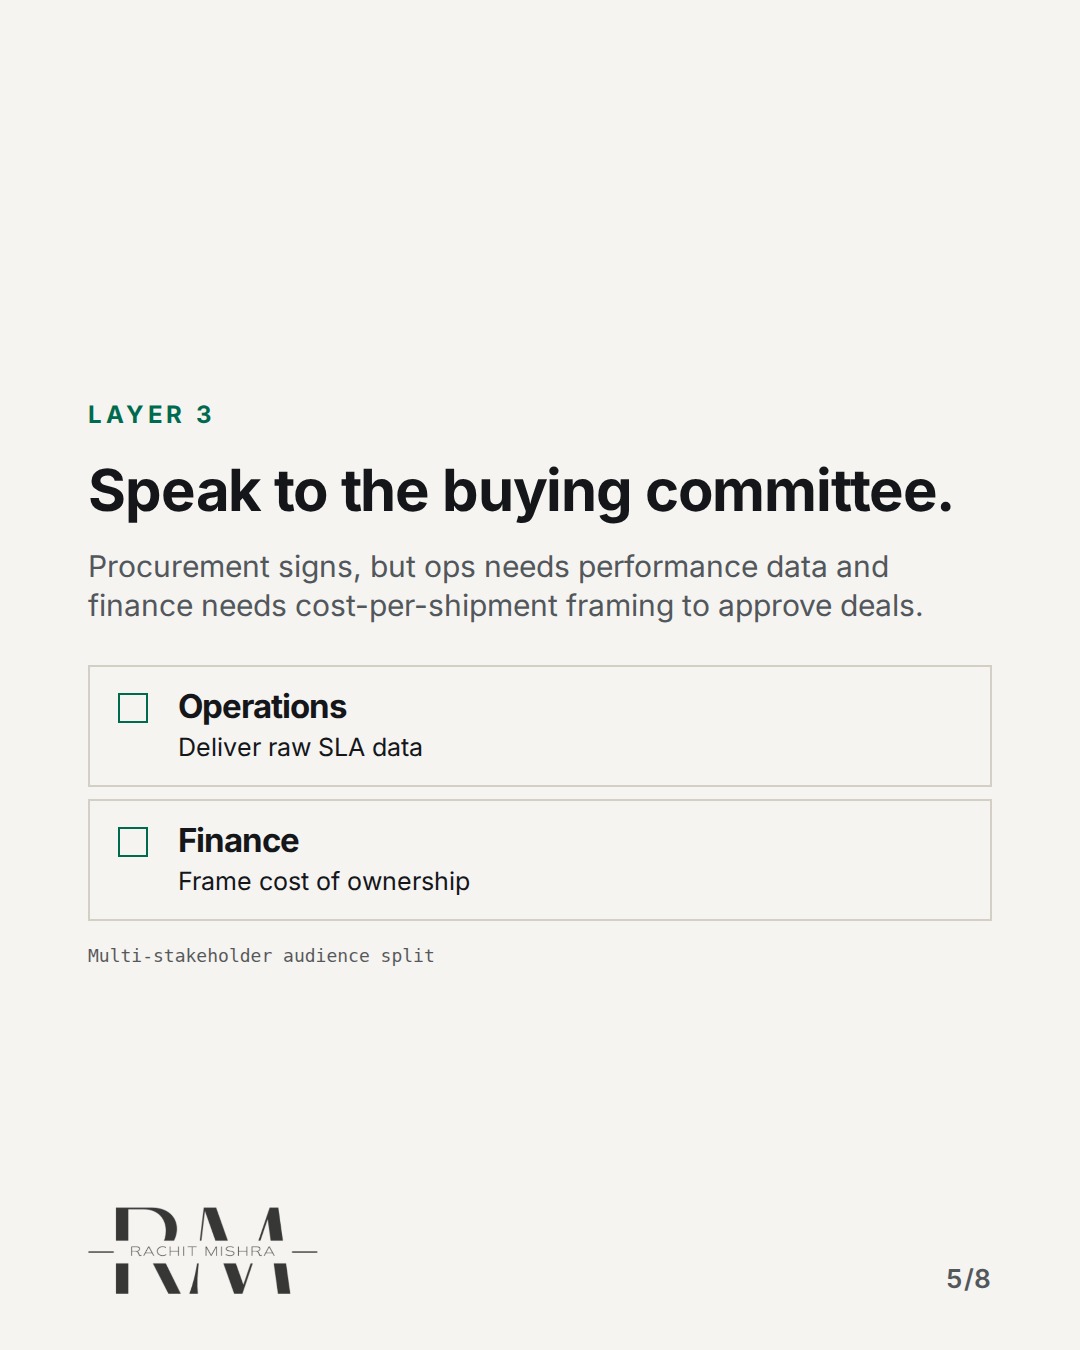 LAYER 3
Speak to the buying committee.
Procurement signs, but ops needs performance data and
finance needs cost-per-shipment framing to approve deals.
Operations
Deliver raw SLA data
Finance
Frame cost of ownership
Multi-stakeholder audience split
RM
RACHIT MISHRA
5/8